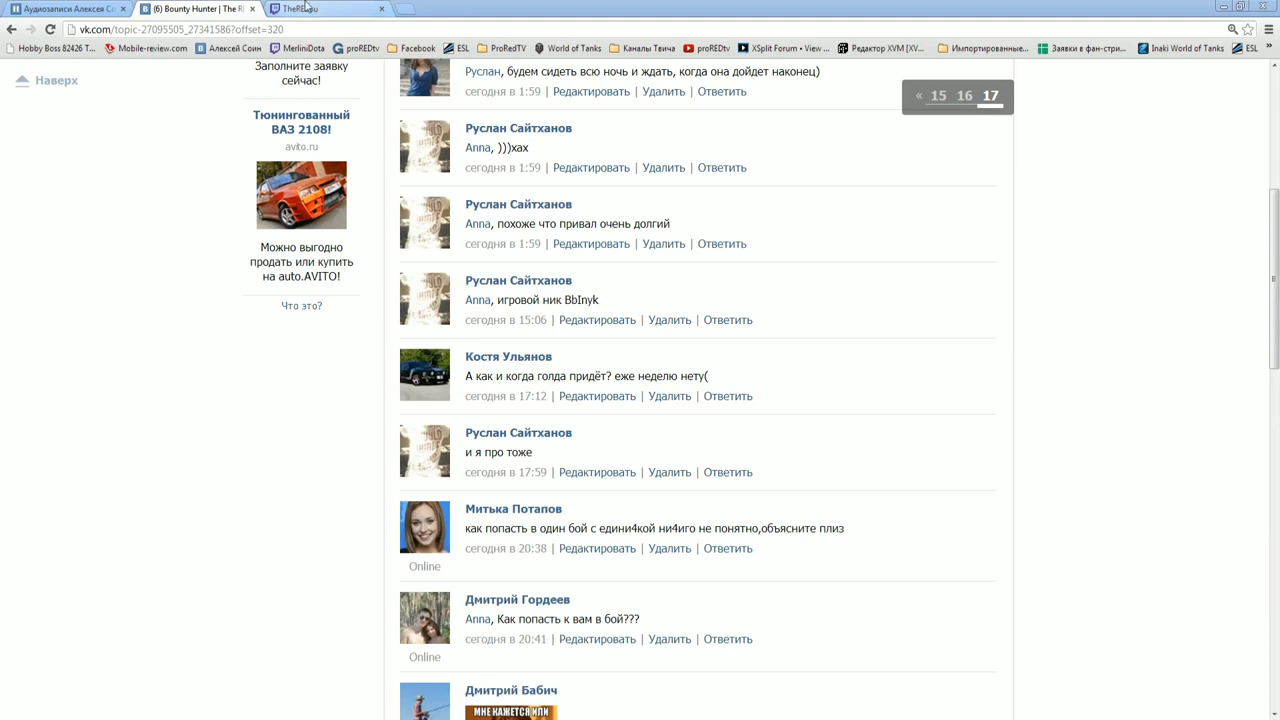 Аудиозаписи Алексея Со
(6) Bounty Hunter | The R
TheRED
vk.com/topic-27095505_27341586?offset=320
Hobby Boss 82426 T...
Mobile-review.com
Алексей Соин
MerliniDota
proREDtv
Facebook
ESL
ProRedTV
World of Tanks
Каналы Твича
proREDtv
XSplit Forum • View ...
Редактор XVM [XV...
Импортированные...
Заявки в фан-стри...
Inaki World of Tanks
ESL
»
Наверх
Заполните заявку
сейчас!
Тюнингованный
ВАЗ 2108!
avito.ru
Можно выгодно
продать или купить
на auto.AVITO!
Что это?
« 15 16 17
Руслан, будем сидеть всю ночь и ждать, когда она дойдет наконец)
сегодня в 1:59 | Редактировать | Удалить | Ответить
Руслан Сайтханов
Anna, )))хах
сегодня в 1:59 | Редактировать | Удалить | Ответить
Руслан Сайтханов
Anna, похоже что привал очень долгий
сегодня в 1:59 | Редактировать | Удалить | Ответить
Руслан Сайтханов
Anna, игровой ник BbInyk
сегодня в 15:06 | Редактировать | Удалить | Ответить
Костя Ульянов
А как и когда голда придёт? еже неделю нету(
сегодня в 17:12 | Редактировать | Удалить | Ответить
Руслан Сайтханов
и я про тоже
сегодня в 17:59 | Редактировать | Удалить | Ответить
Митька Потапов
как попасть в один бой с едини4кой ни4иго не понятно,объясните плиз
сегодня в 20:38 | Редактировать | Удалить | Ответить
Online
Дмитрий Гордеев
Anna, Как попасть к вам в бой???
сегодня в 20:41 | Редактировать | Удалить | Ответить
Online
Дмитрий Бабич
МНЕ КАЖЕТСЯ ИЛИ